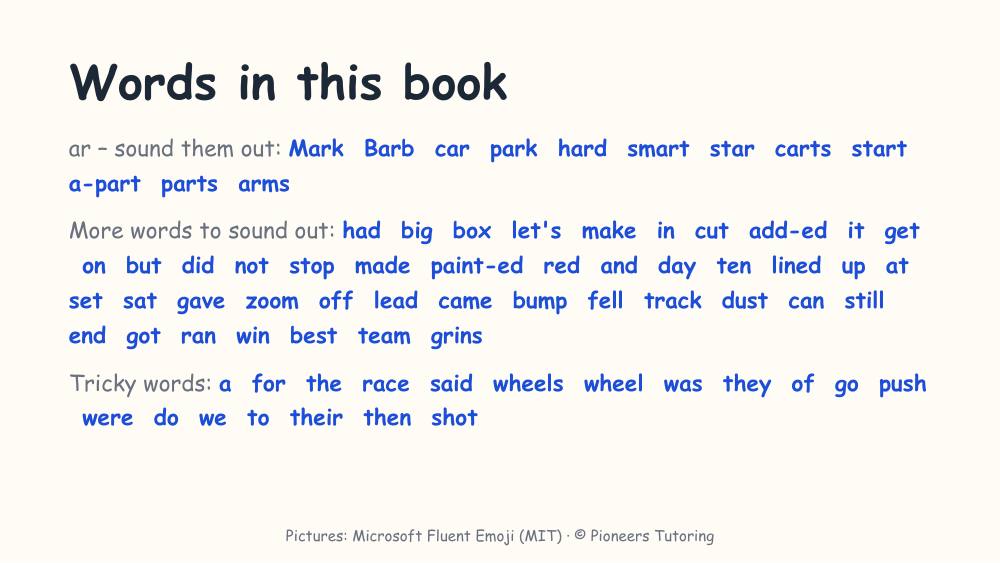 Words in this book
ar – sound them out: Mark Barb car park hard smart star carts start
a-part parts arms
More words to sound out: had big box let's make in cut add-ed it get
on but did not stop made paint-ed red and day ten lined up at
set sat gave zoom off lead came bump fell track dust can still
end got ran win best team grins
Tricky words: a for the race said wheels wheel was they of go push
were do we to their then shot
Pictures: Microsoft Fluent Emoji (MIT) · © Pioneers Tutoring